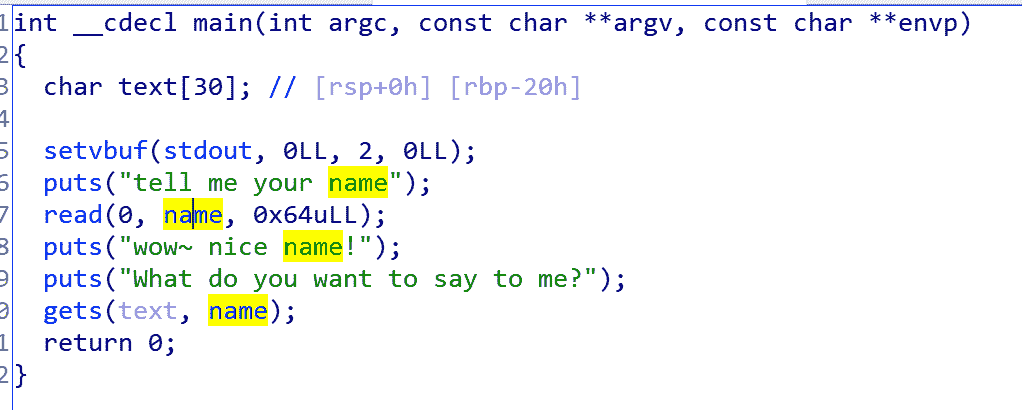 1 int __cdecl main(int argc, const char **argv, const char **envp)
2 {
3 char text[30]; // [rsp+0h] [rbp-20h]
4
5 setvbuf(stdout, 0LL, 2, 0LL);
6 puts("tell me your name");
7 read(0, name, 0x64uLL);
8 puts("wow~ nice name!");
9 puts("What do you want to say to me?");
0 gets(text, name);
1 return 0;
2 }